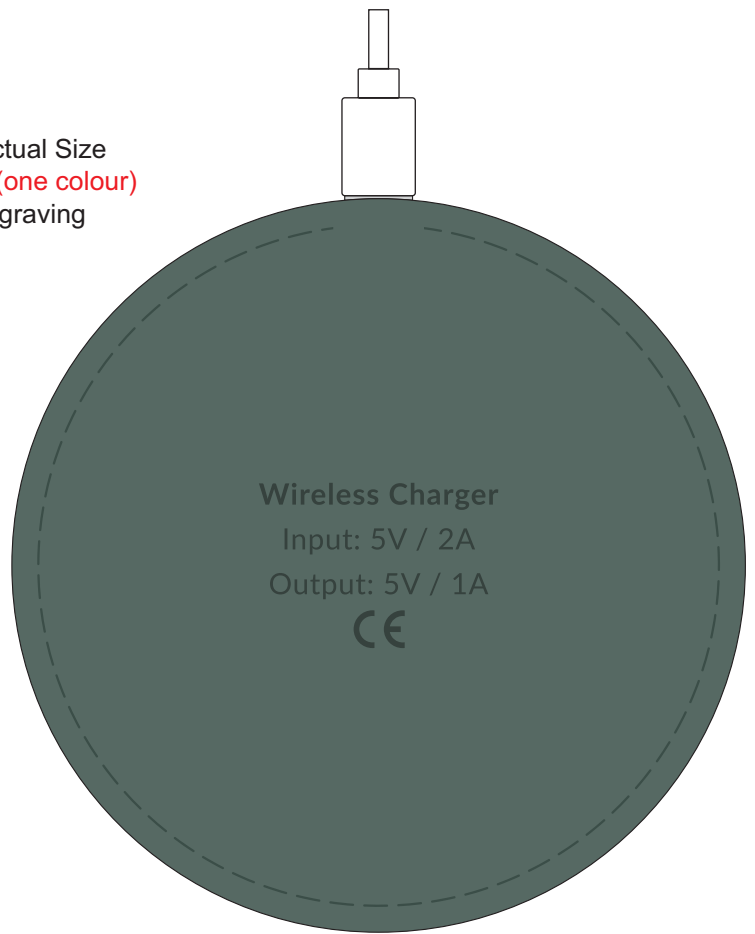 ctual Size
(one colour)
graving
Wireless Charger
Input: 5V / 2A
Output: 5V / 1A
CE